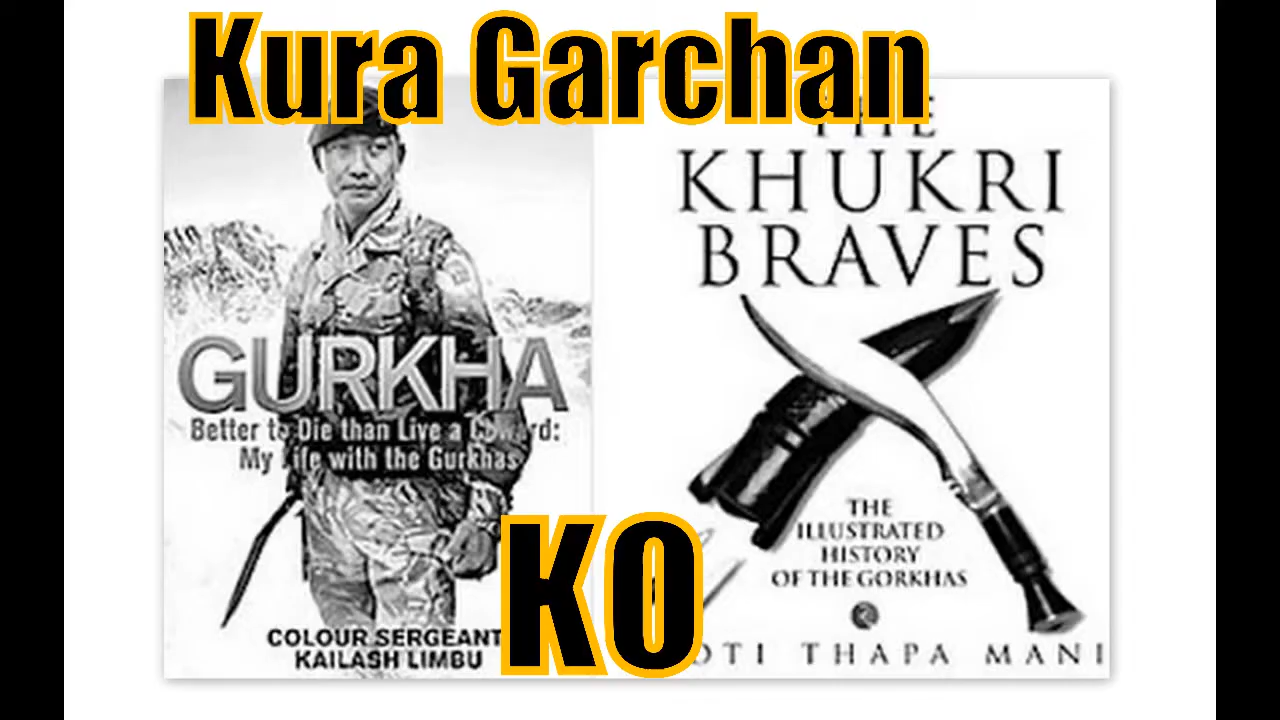 Kura Garchan
THE
KHUKRI
BRAVES
GURKHA
Better to Die than Live a Coward:
My Life with the Gurkhas
COLOUR SERGEANT
KAILASH LIMBU
THE
ILLUSTRATED
HISTORY
OF THE GORKHAS
OTI THAPA MANI
KO